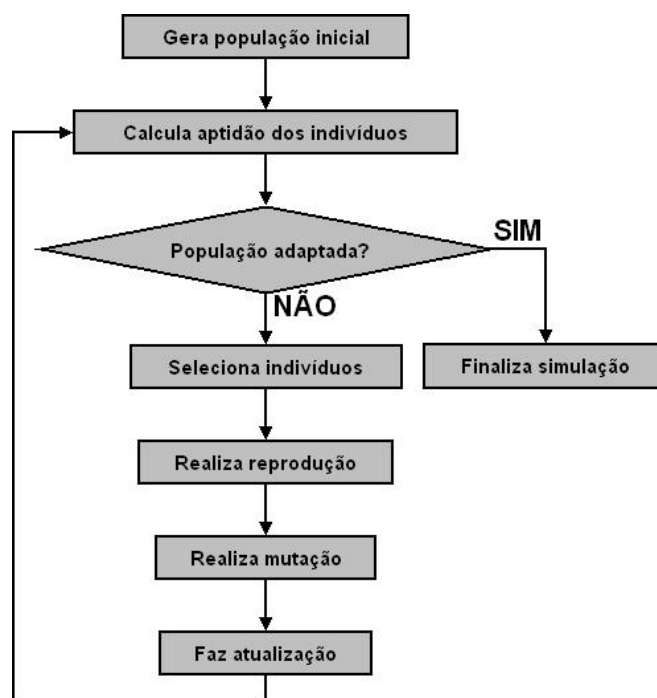 Gera população inicial
Calcula aptidão dos indivíduos
População adaptada?
SIM
NÃO
Seleciona indivíduos
Finaliza simulação
Realiza reprodução
Realiza mutação
Faz atualização